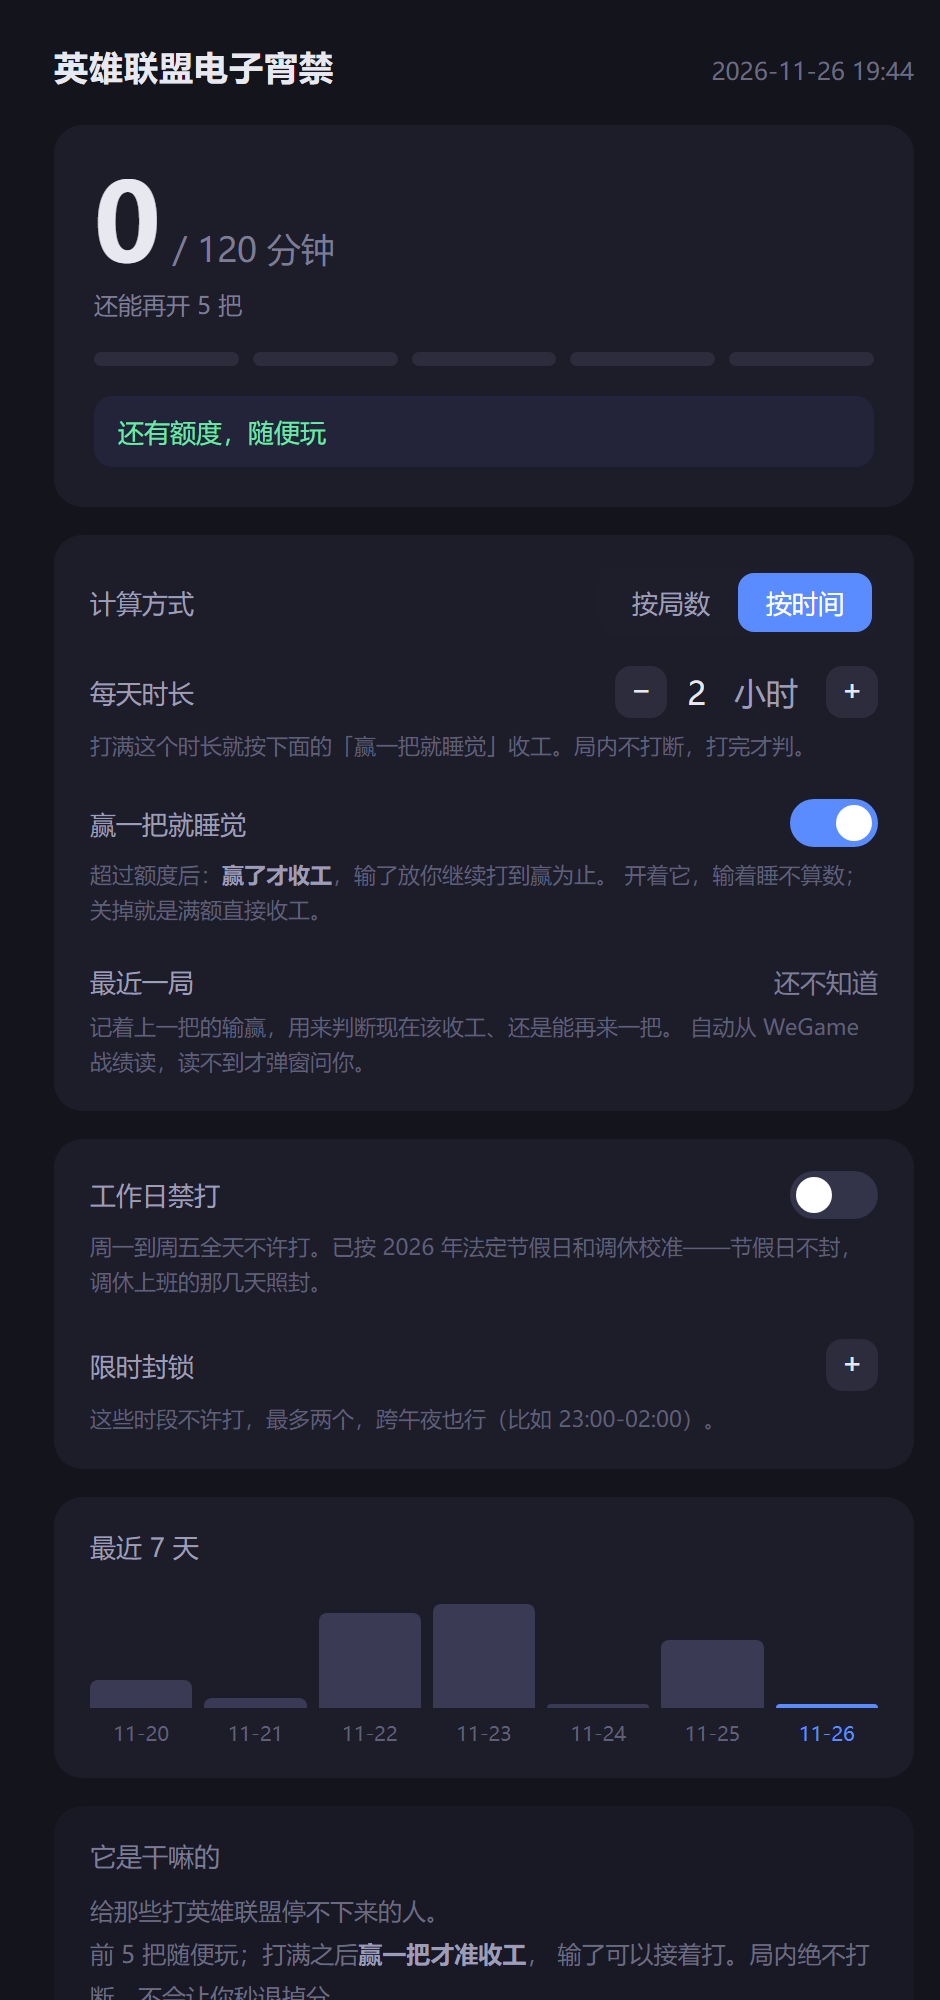 英雄联盟电子宵禁
2026-11-26 19:44
0 / 120 分钟
还能再开 5 把
还有额度，随便玩
计算方式
按局数
按时间
每天时长
− 2 小时 +
打满这个时长就按下面的「赢一把就睡觉」收工。局内不打断，打完才判。
赢一把就睡觉
超过额度后：赢了才收工，输了放你继续打到赢为止。 开着它，输着睡不算数；
关掉就是满额直接收工。
最近一局
还不知道
记着上一把的输赢，用来判断现在该收工、还是能再来一把。 自动从 WeGame
战绩读，读不到才弹窗问你。
工作日禁打
周一到周五全天不许打。已按 2026 年法定节假日和调休校准——节假日不封，
调休上班的那几天照封。
限时封锁
+
这些时段不许打，最多两个，跨午夜也行（比如 23:00-02:00）。
最近 7 天
11-20 11-21 11-22 11-23 11-24 11-25 11-26
它是干嘛的
给那些打英雄联盟停不下来的人。
前 5 把随便玩；打满之后赢一把才准收工， 输了可以接着打。局内绝不打
断，不会让你秒退掉分